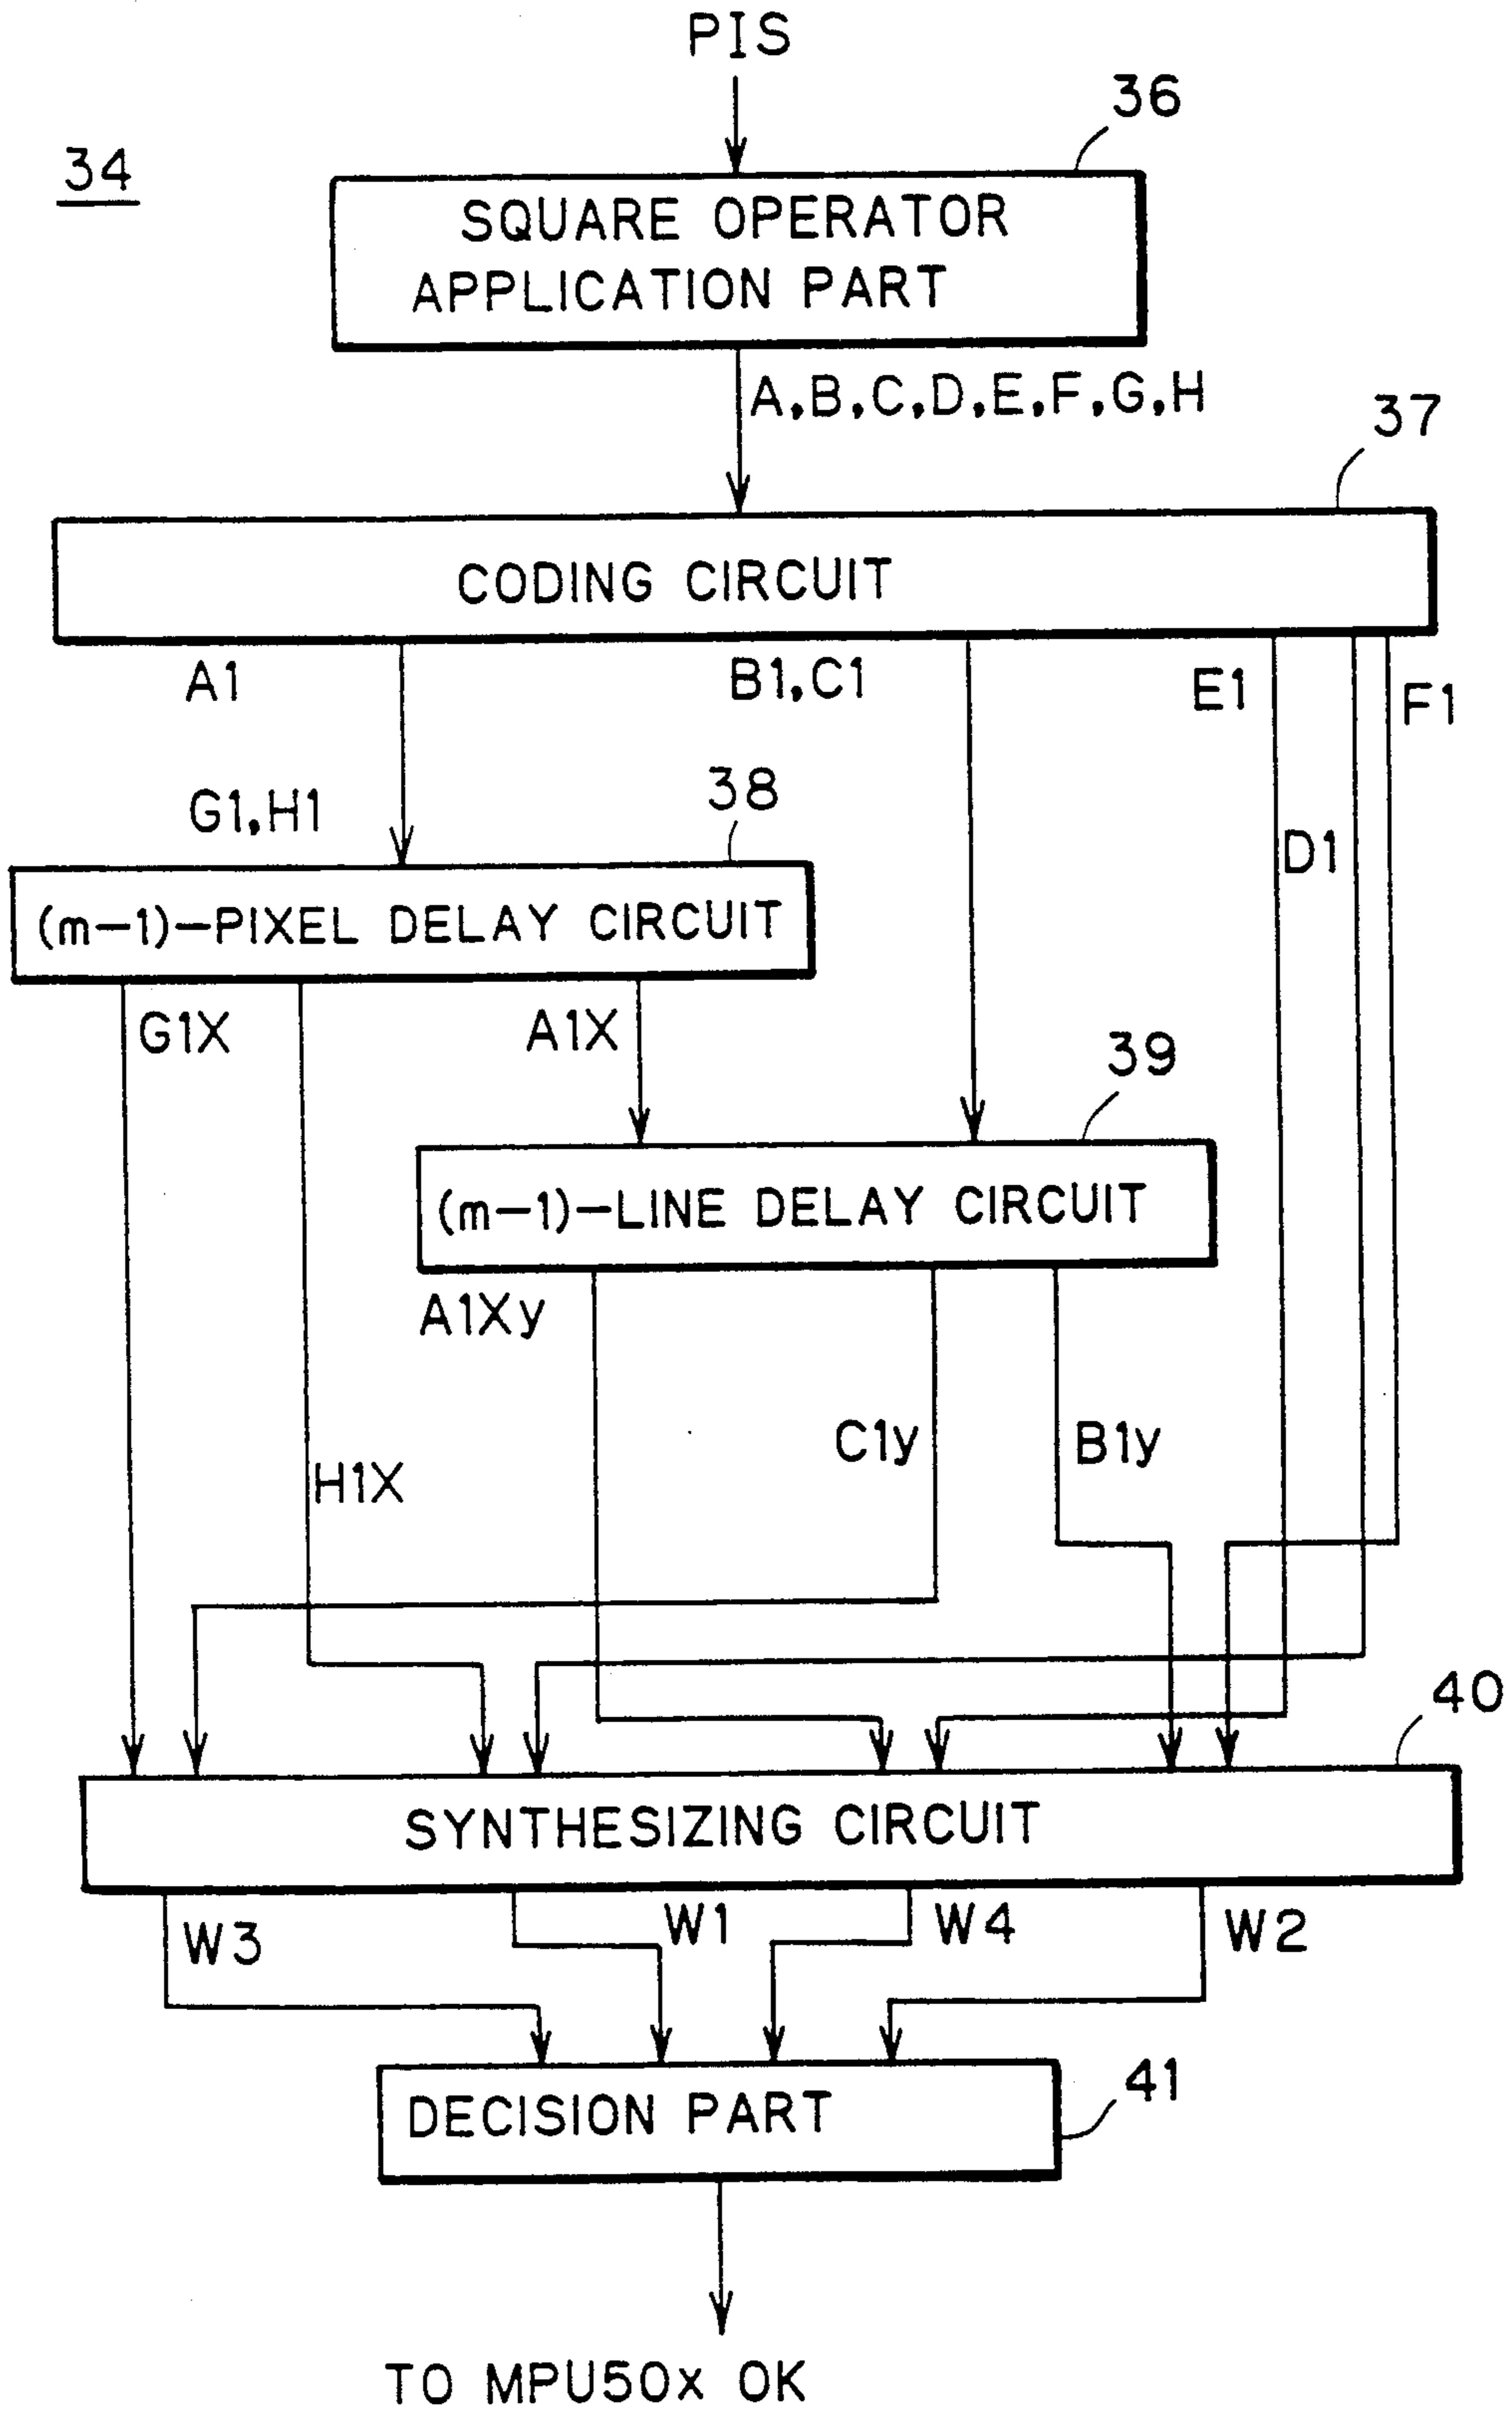 PIS
36
34
SQUARE OPERATOR
APPLICATION PART
A,B,C,D,E,F,G,H
37
CODING CIRCUIT
A1
B1,C1
E1
F1
G1,H1
38
D1
(m-1)-PIXEL DELAY CIRCUIT
G1X
A1X
39
(m-1)-LINE DELAY CIRCUIT
A1Xy
C1y
B1y
H1X
40
SYNTHESIZING CIRCUIT
W3
W1
W4
W2
41
DECISION PART
TO MPU50x OK